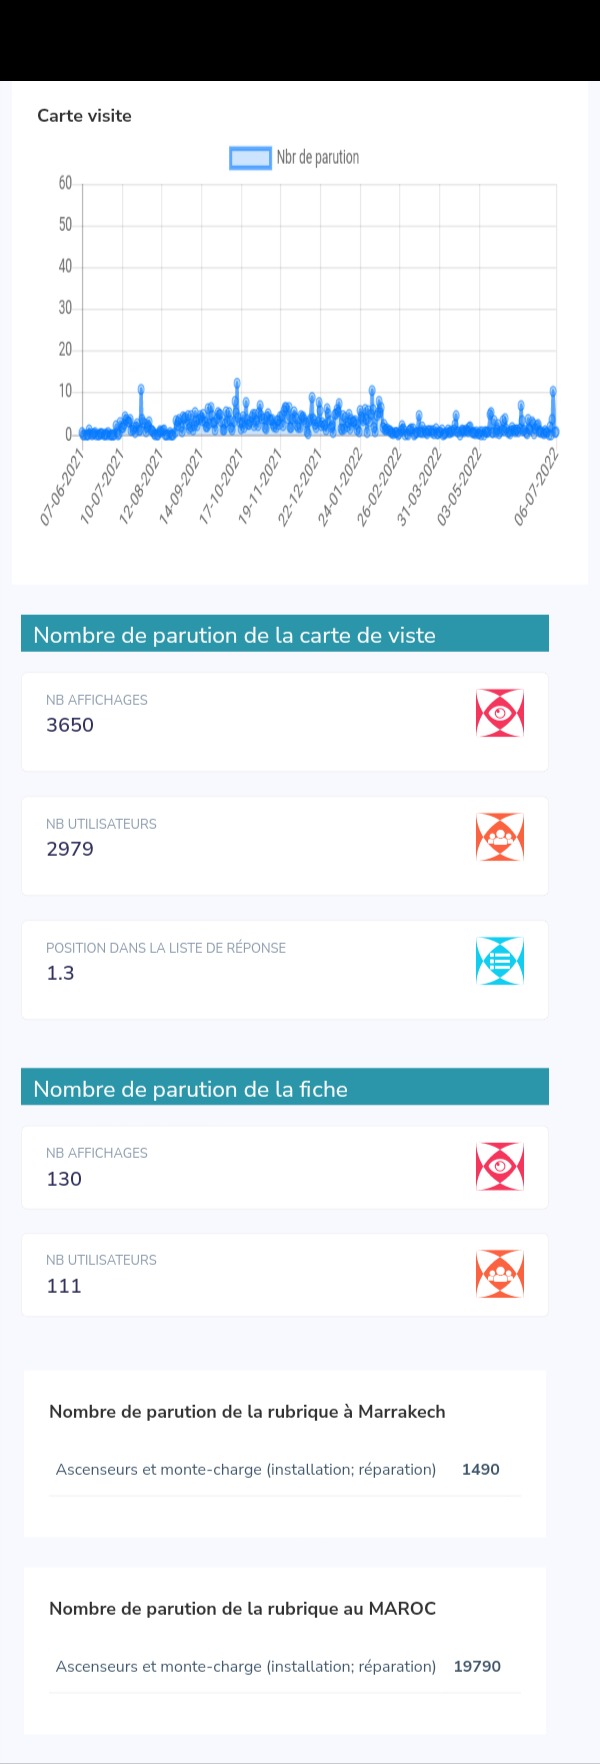 Carte visite
Nbr de parution
60
50
40
30
20
10
0
07-06-2021
10-07-2021
12-08-2021
14-09-2021
17-10-2021
19-11-2021
22-12-2021
24-01-2022
26-02-2022
31-03-2022
03-05-2022
06-07-2022
Nombre de parution de la carte de viste
NB AFFICHAGES
3650
NB UTILISATEURS
2979
POSITION DANS LA LISTE DE RÉPONSE
1.3
Nombre de parution de la fiche
NB AFFICHAGES
130
NB UTILISATEURS
111
Nombre de parution de la rubrique à Marrakech
Ascenseurs et monte-charge (installation; réparation) 1490
Nombre de parution de la rubrique au MAROC
Ascenseurs et monte-charge (installation; réparation) 19790